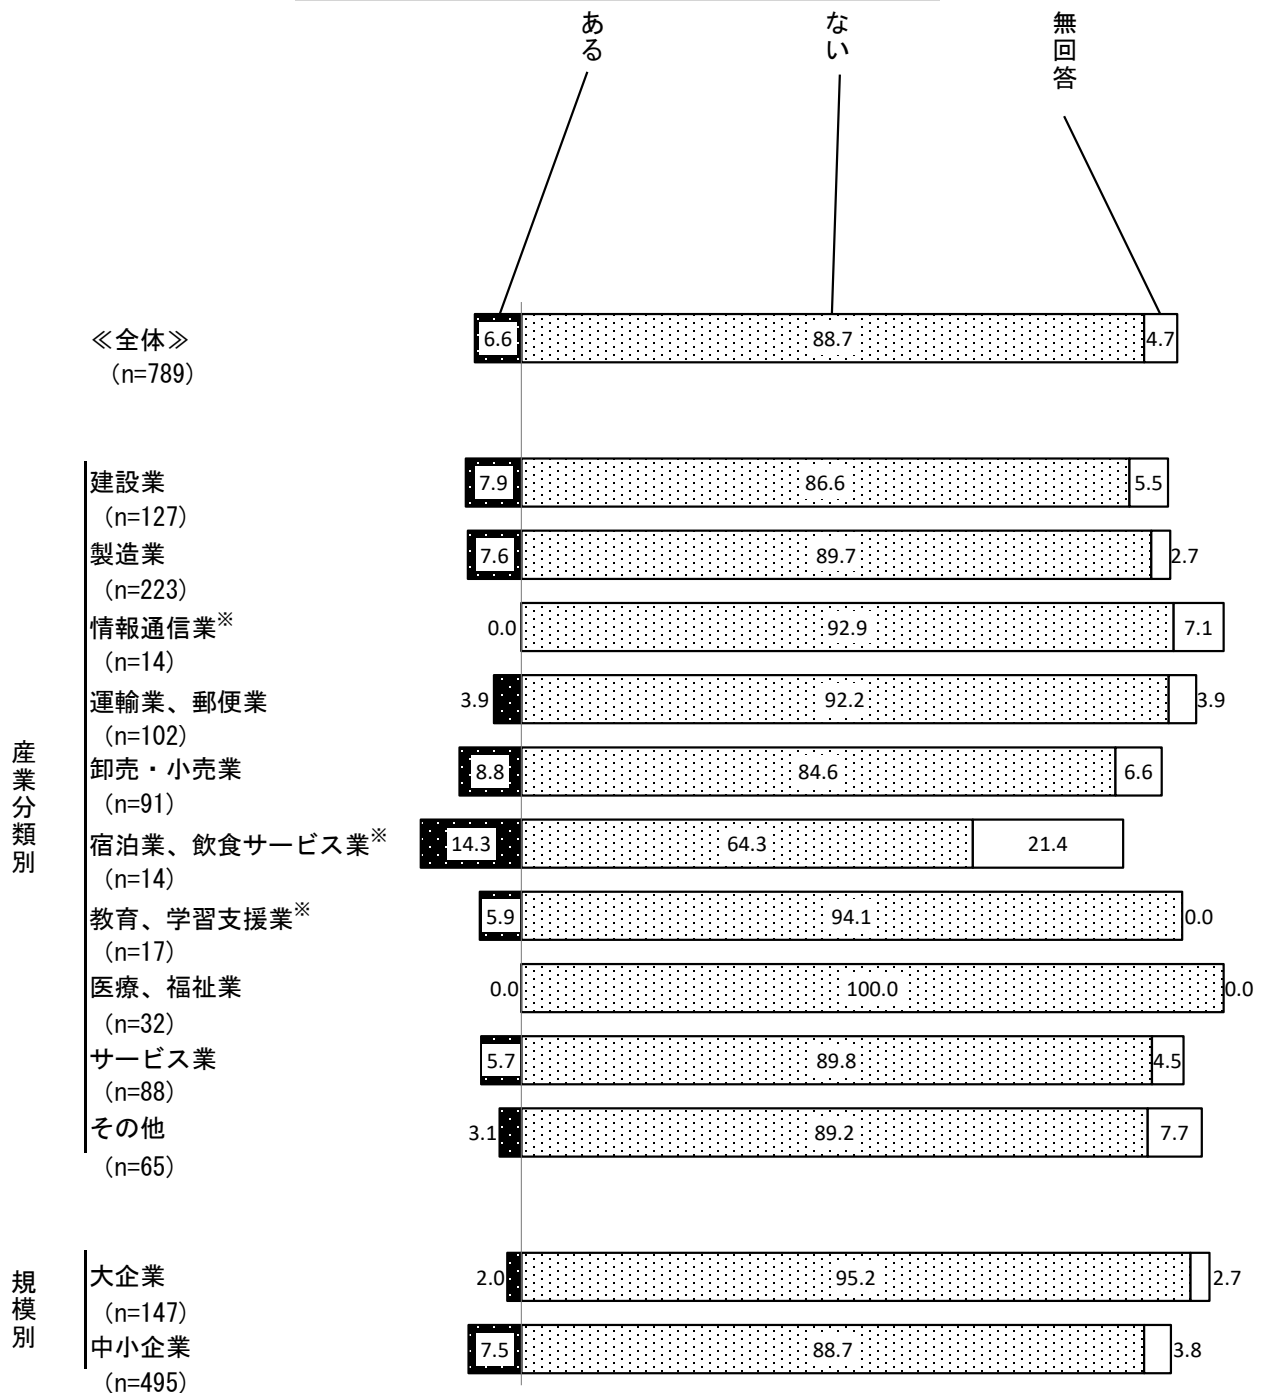 ある
ない
無回答
≪全体≫
(n=789)
6.6
88.7
4.7
産業分類別
建設業
(n=127)
7.9
86.6
5.5
製造業
(n=223)
7.6
89.7
2.7
情報通信業※
(n=14)
0.0
92.9
7.1
運輸業、郵便業
(n=102)
3.9
92.2
3.9
卸売・小売業
(n=91)
8.8
84.6
6.6
宿泊業、飲食サービス業※
(n=14)
14.3
64.3
21.4
教育、学習支援業※
(n=17)
5.9
94.1
0.0
医療、福祉業
(n=32)
0.0
100.0
0.0
サービス業
(n=88)
5.7
89.8
4.5
その他
(n=65)
3.1
89.2
7.7
規模別
大企業
(n=147)
2.0
95.2
2.7
中小企業
(n=495)
7.5
88.7
3.8